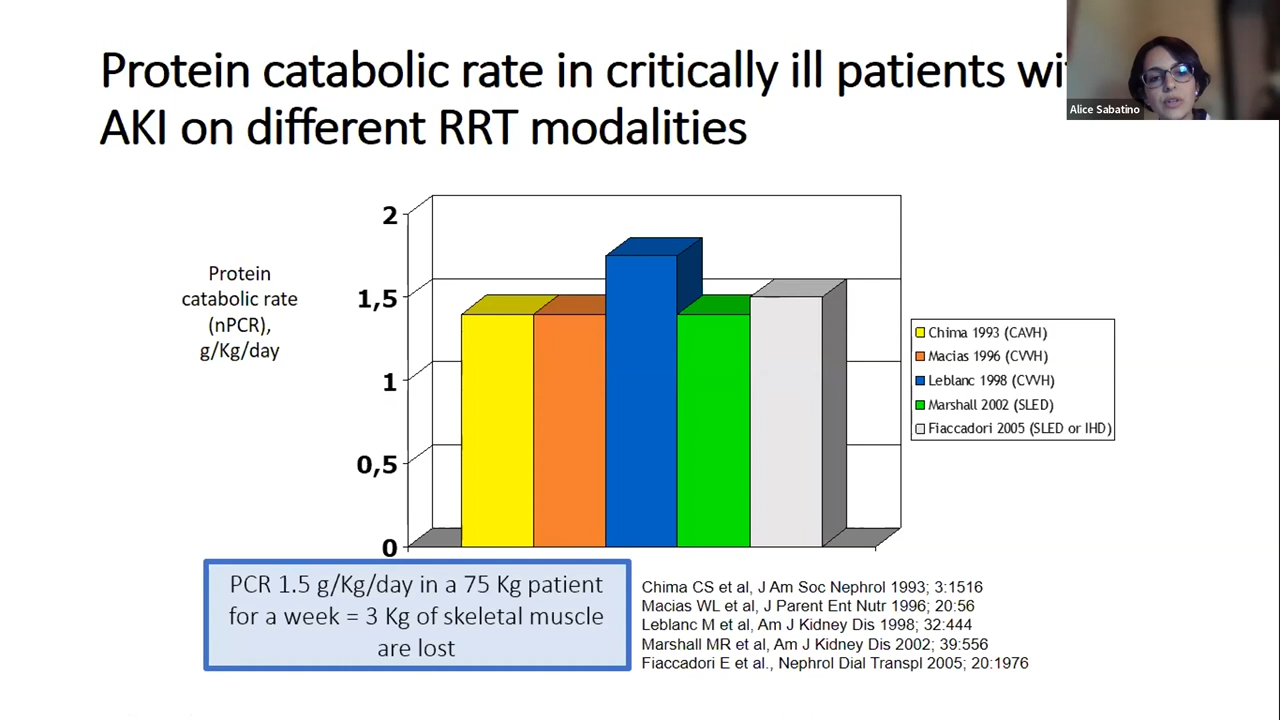 Protein catabolic rate in critically ill patients wi
AKI on different RRT modalities
Alice Sabatino
Protein
catabolic rate
(nPCR),
g/Kg/day
2
1,5
1
0,5
0
Chima 1993 (CAVH)
Macias 1996 (CVVH)
Leblanc 1998 (CVVH)
Marshall 2002 (SLED)
Fiaccadori 2005 (SLED or IHD)
PCR 1.5 g/Kg/day in a 75 Kg patient
for a week = 3 Kg of skeletal muscle
are lost
Chima CS et al, J Am Soc Nephrol 1993; 3:1516
Macias WL et al, J Parent Ent Nutr 1996; 20:56
Leblanc M et al, Am J Kidney Dis 1998; 32:444
Marshall MR et al, Am J Kidney Dis 2002; 39:556
Fiaccadori E et al., Nephrol Dial Transpl 2005; 20:1976